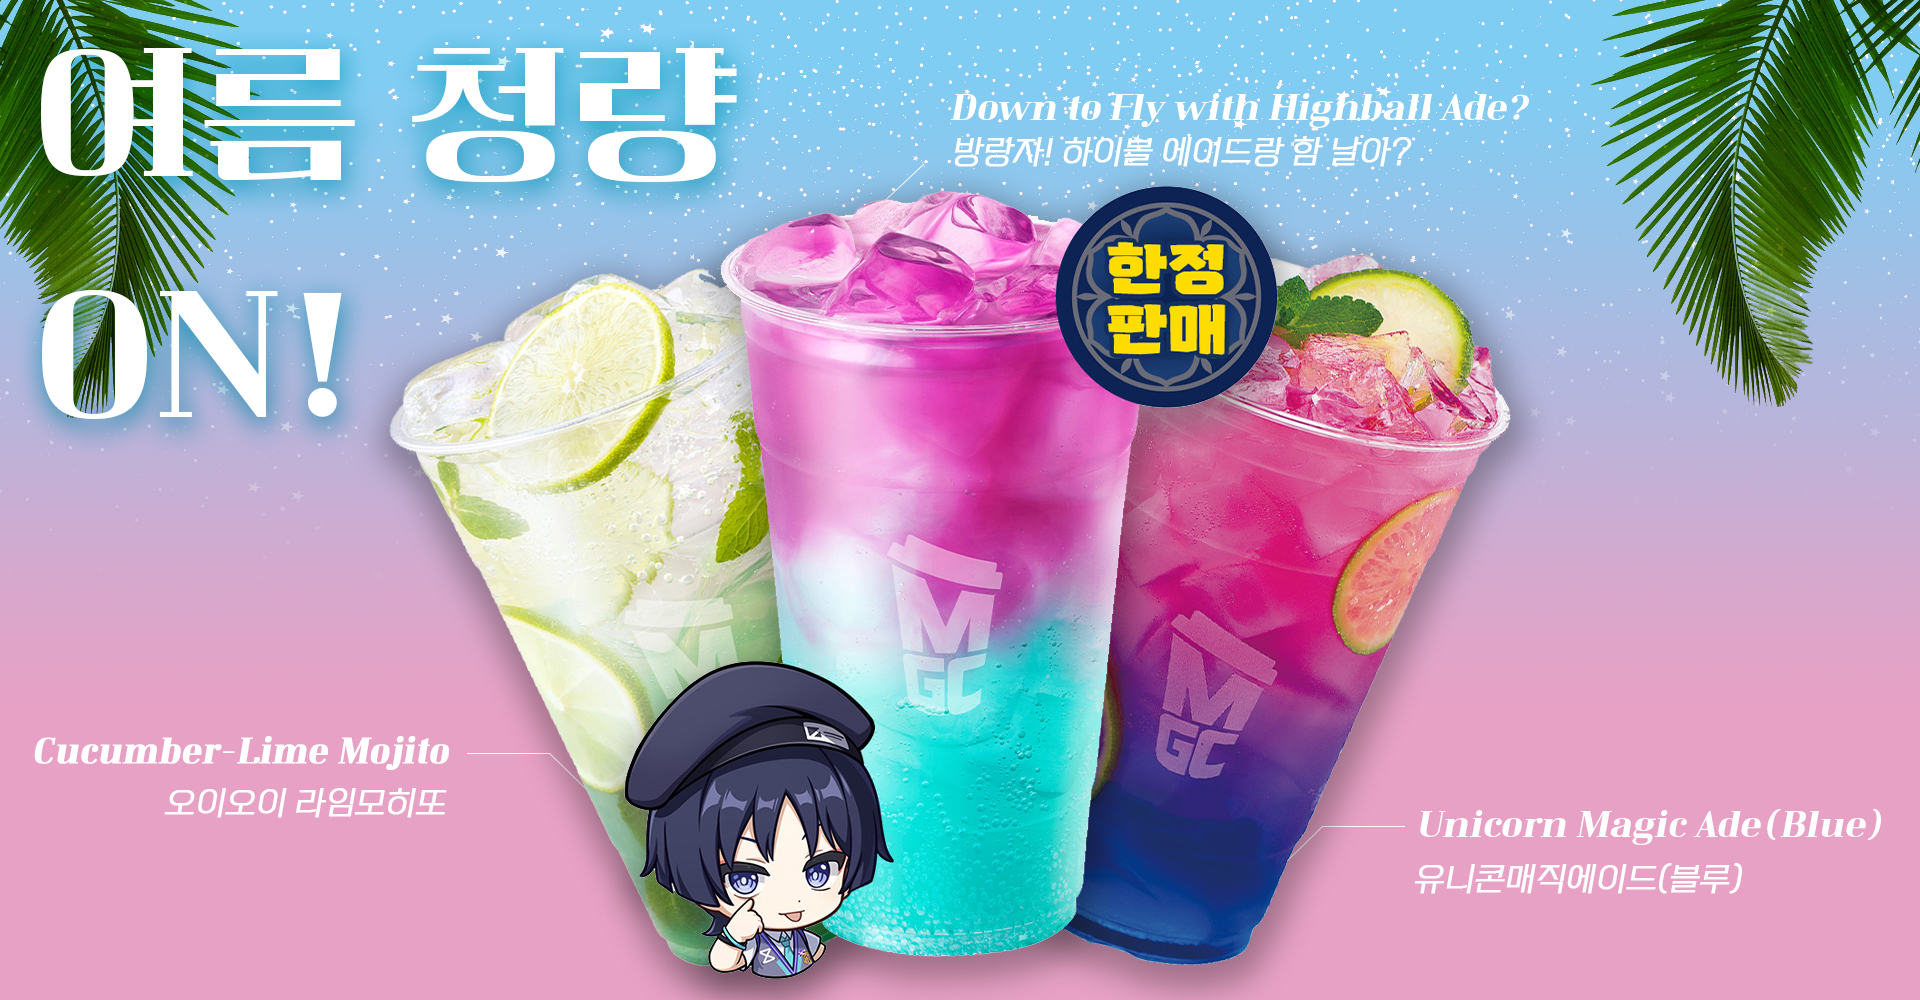 여름 청량
ON!
Down to Fly with Highball Ade?
방랑자! 하이볼 에이드랑 함 날아?
한정
판매
M
GC
M
GC
M
Cucumber-Lime Mojito
오이오이 라임모히또
Unicorn Magic Ade(Blue)
유니콘매직에이드(블루)